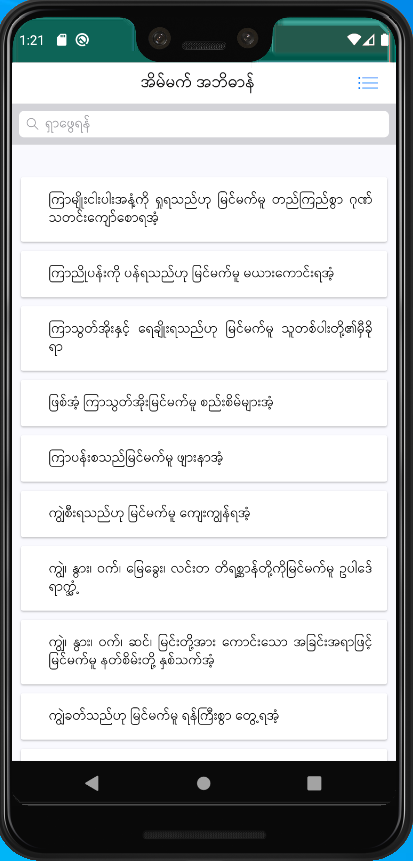 1:21
အိမ်မက် အဘိဓာန်
ရှာဖွေရန်
ကြာမျိုးငါးပါးအနံ့ကို ရှူရသည်ဟု မြင်မက်မူ တည်ကြည်စွာ ဂုဏ်
သတင်းကျော်စောရအံ့
ကြာညိုပန်းကို ပန်ရသည်ဟု မြင်မက်မူ မယားကောင်းရအံ့
ကြာသွတ်အိုးနှင့် ရေချိုးရသည်ဟု မြင်မက်မူ သူတစ်ပါးတို့၏မှီခို
ရာ
ဖြစ်အံ့ ကြာသွတ်အိုးမြင်မက်မူ စည်းစိမ်များအံ့
ကြာပန်းစသည်မြင်မက်မူ ဖျားနာအံ့
ကျွဲစီးရသည်ဟု မြင်မက်မူ ကျေးကျွန်ရအံ့
ကျွဲ၊ နွား၊ ဝက်၊ မြွေခွေး၊ လင်းတ တိရစ္ဆာန်တို့ကိုမြင်မက်မူ ဥပါဒ်ေ
ရာက္အံ့
ကျွဲ၊ နွား၊ ဝက်၊ ဆင်၊ မြင်းတို့အား ကောင်းသော အခြင်းအရာဖြင့်
မြင်မက်မူ နတ်စိမ်းတို့ နှစ်သက်အံ့
ကျွဲခတ်သည်ဟု မြင်မက်မူ ရန်ကြီးစွာ တွေ့ရအံ့